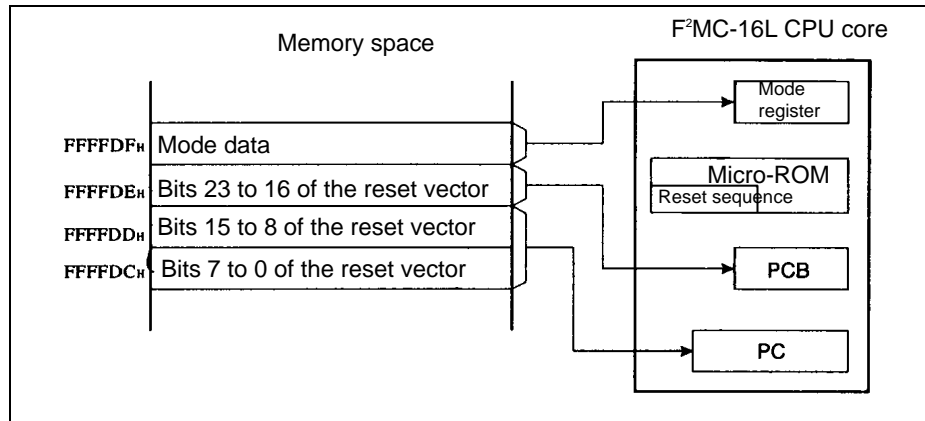 Memory space
F²MC-16L CPU core
Mode
register
FFFFDFH
Mode data
FFFFDEH
Bits 23 to 16 of the reset vector
Micro-ROM
Reset sequence
FFFFDDH
Bits 15 to 8 of the reset vector
FFFFDCH
Bits 7 to 0 of the reset vector
PCB
PC